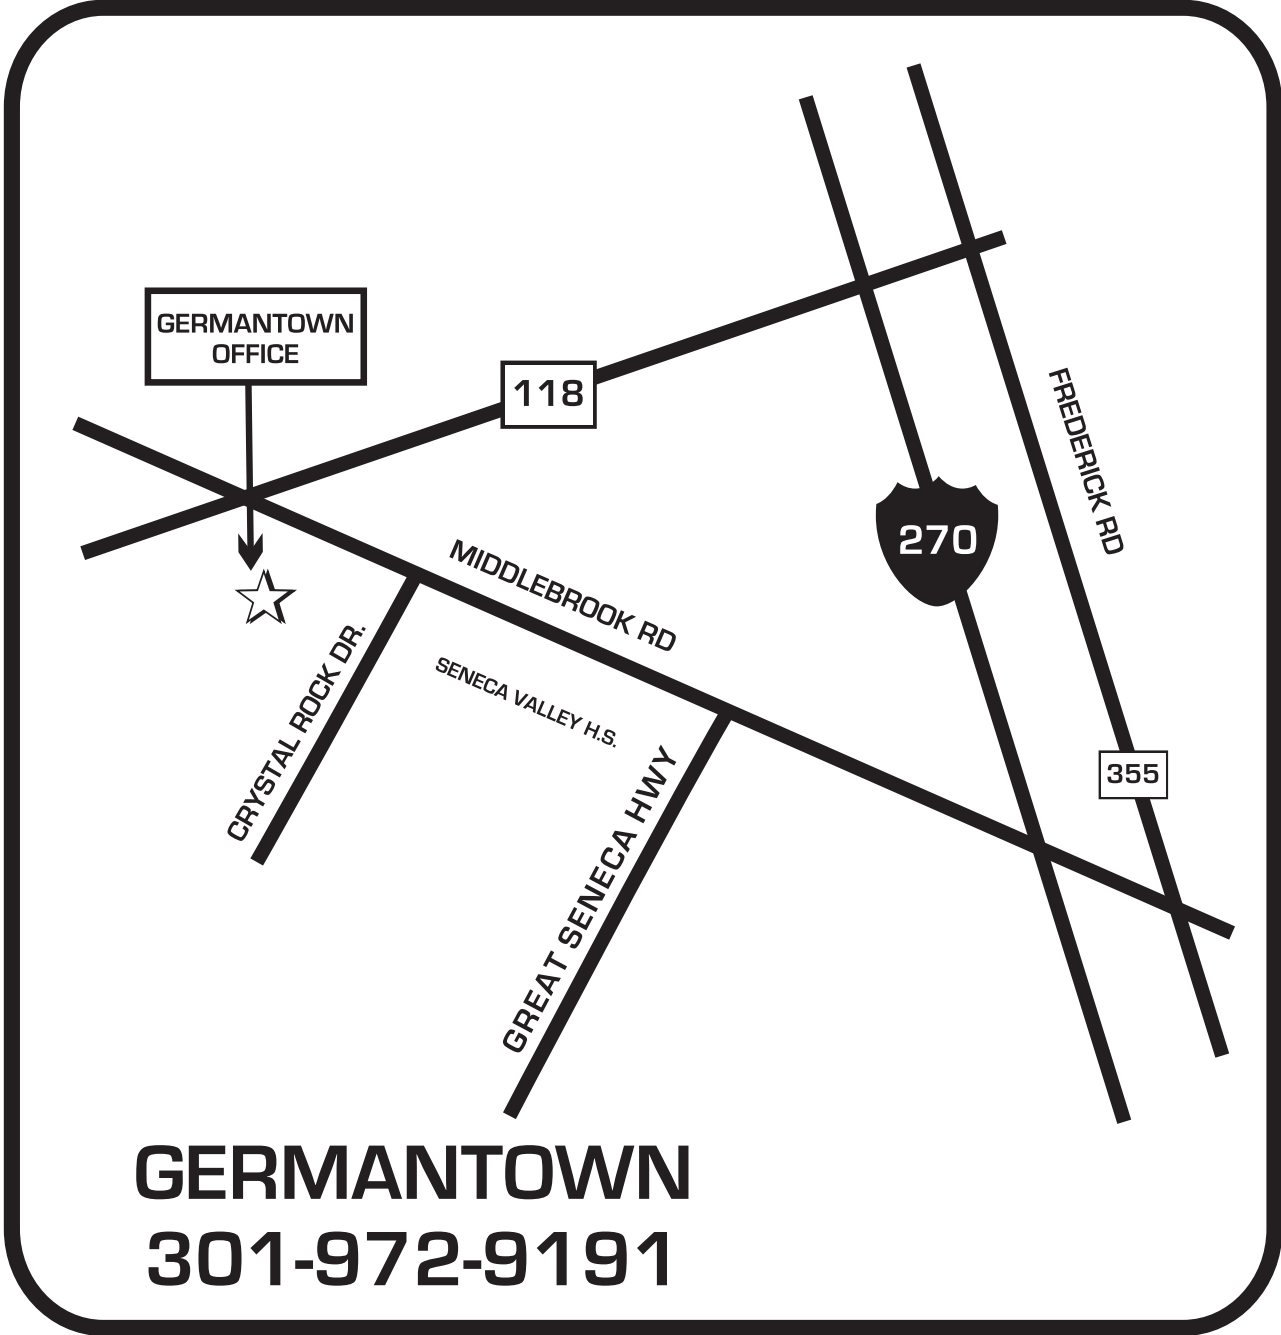 GERMANTOWN
OFFICE
118
FREDERICK RD
270
MIDDLEBROOK RD
CRYSTAL ROCK DR.
SENECA VALLEY H.S.
GREAT SENECA HWY
355
GERMANTOWN
301-972-9191